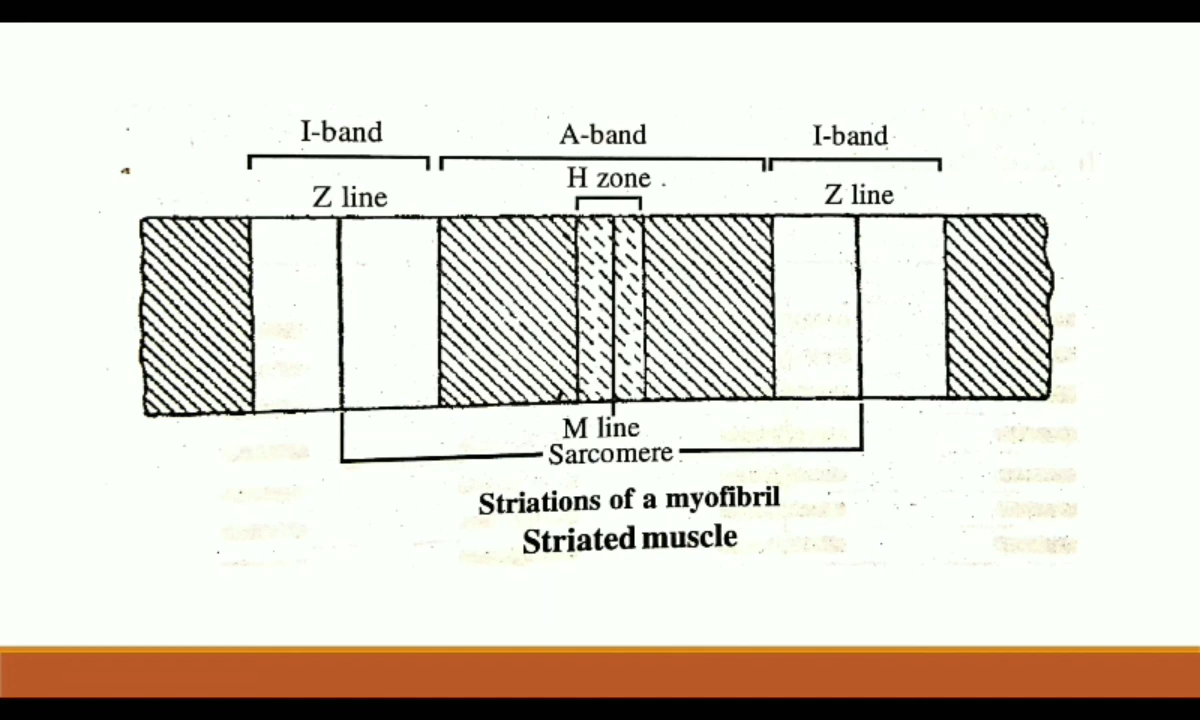 I-band
A-band
I-band
H zone
Z line
Z line
M line
Sarcomere
Striations of a myofibril
Striated muscle